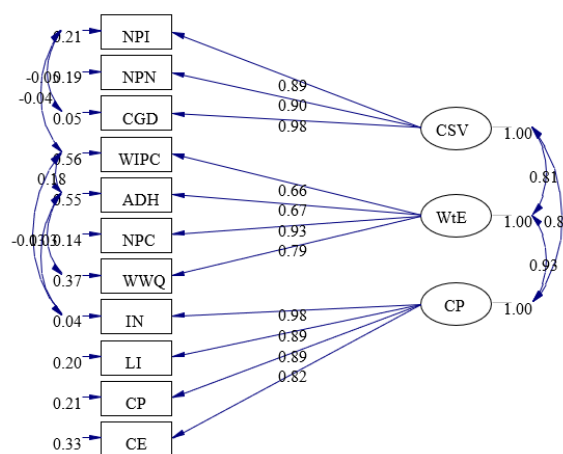 0.21 NPI
0.19 NPN
-0.04
0.05 CGD
0.56 WIPC
0.18
0.55 ADH
0.14 NPC
0.37 WWQ
0.04 IN
0.20 LI
0.21 CP
0.33 CE
0.89
0.90
0.98
0.66
0.67
0.93
0.79
0.98
0.89
0.89
0.82
CSV 1.00
WtE 1.00
CP 1.00
0.81
0.8
0.93